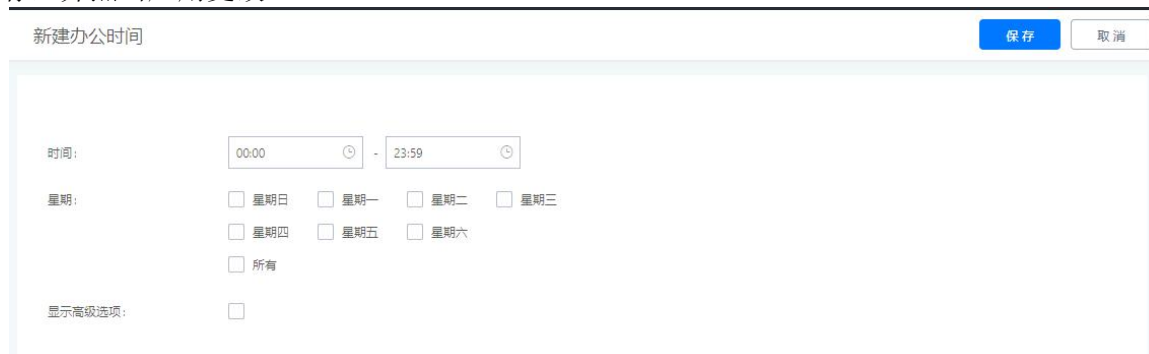 新建办公时间
保存
取消
时间:
00:00 - 23:59
星期:
星期日 星期一 星期二 星期三
星期四 星期五 星期六
所有
显示高级选项: